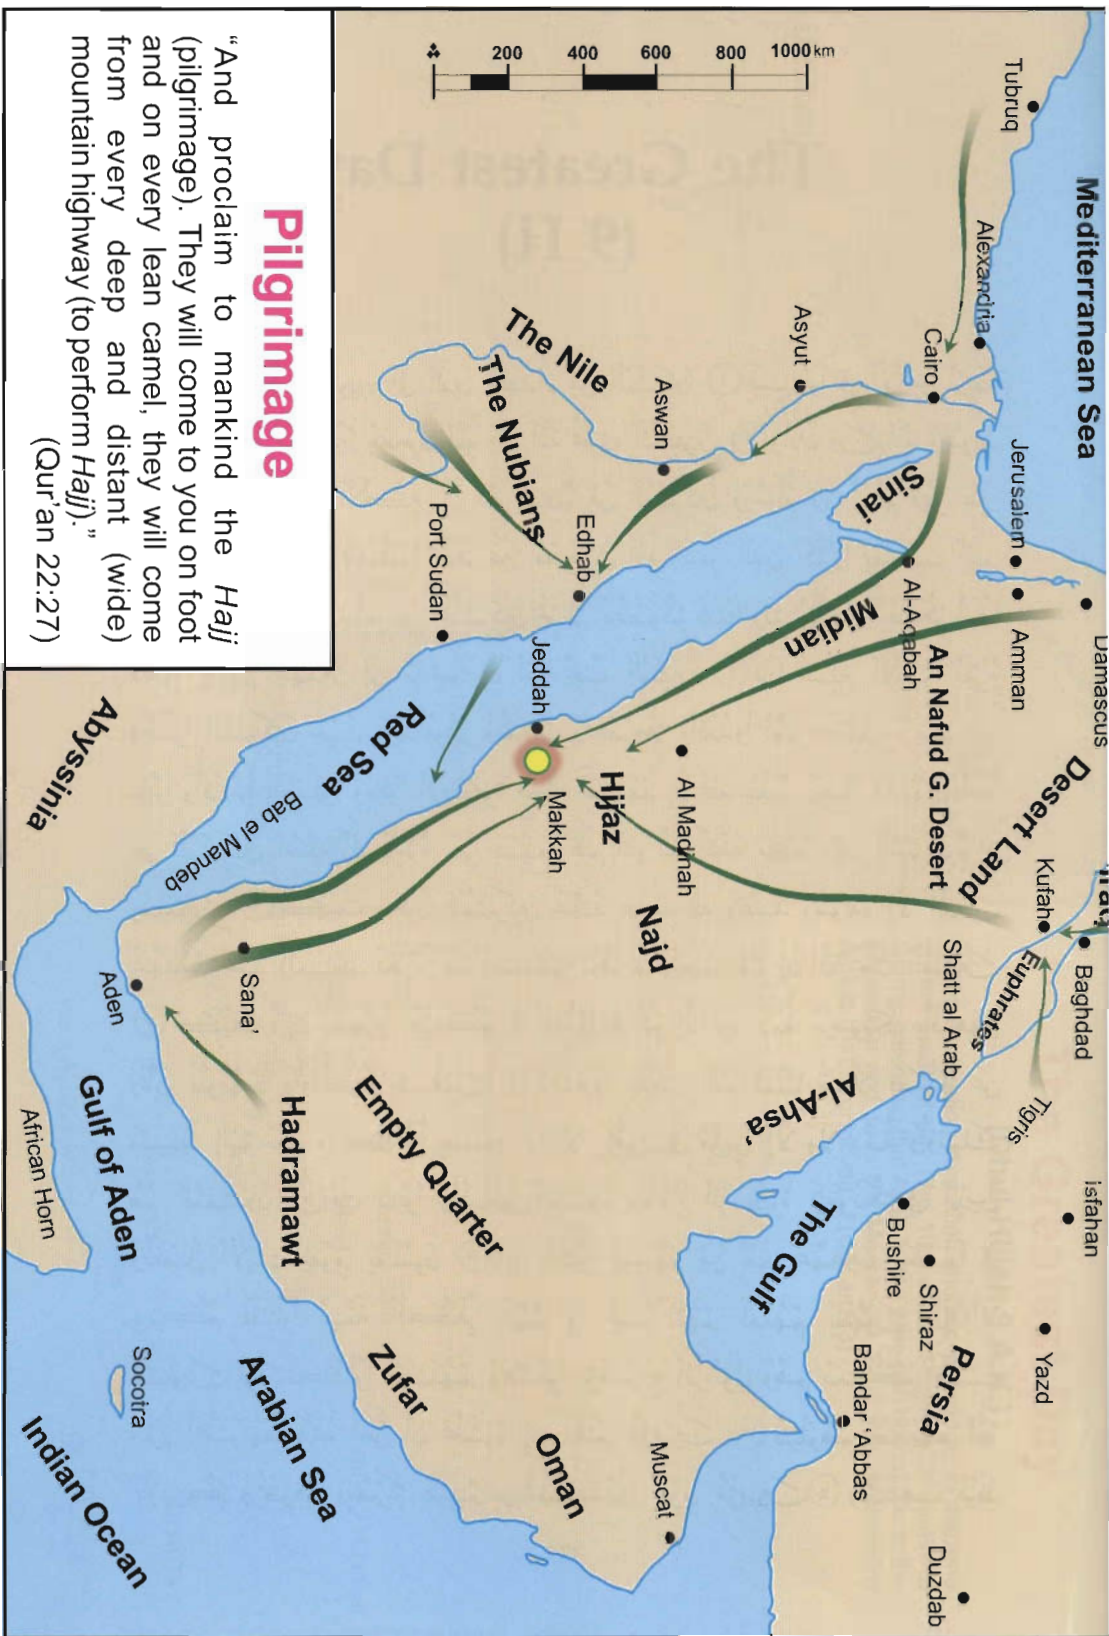 Mediterranean Sea
Tubruq
Alexandria
Cairo
Asyut
Aswan
The Nile
The Nubians
Edhab
Port Sudan
Sinai
Jerusalem
Amman
Damascus
Al-Aqabah
Midian
An Nafud G. Desert
Desert Land
Kufah
Baghdad
Euphrates
Tigris
Shatt al Arab
Isfahan
Yazd
Shiraz
Bushire
Persia
Bandar ‘Abbas
Duzdab
The Gulf
Al-Ahsa’
Najd
Al Madinah
Hijaz
Jeddah
Makkah
Red Sea
Bab el Mandeb
Abyssinia
Sana’
Aden
Gulf of Aden
African Horn
Hadramawt
Empty Quarter
Zufar
Oman
Muscat
Arabian Sea
Socotra
Indian Ocean
200 400 600 800 1000 km
Pilgrimage
“And proclaim to mankind the Hajj
(pilgrimage). They will come to you on foot
and on every lean camel, they will come
from every deep and distant (wide)
mountain highway (to perform Hajj).”
(Qur’an 22:27)
The Greatest Day